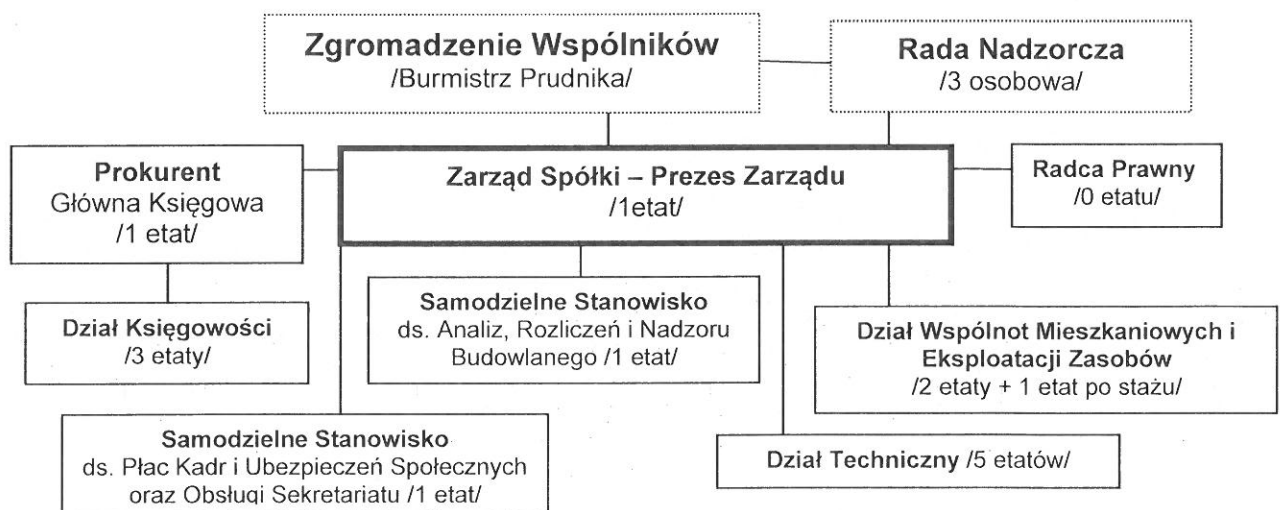 Zgromadzenie Wspólników
/Burmistrz Prudnika/
Rada Nadzorcza
/3 osobowa/
Prokurent
Główna Księgowa
/1 etat/
Zarząd Spółki – Prezes Zarządu
/1etat/
Radca Prawny
/0 etatu/
Dział Księgowości
/3 etaty/
Samodzielne Stanowisko
ds. Analiz, Rozliczeń i Nadzoru
Budowlanego /1 etat/
Dział Wspólnot Mieszkaniowych i
Eksploatacji Zasobów
/2 etaty + 1 etat po stażu/
Samodzielne Stanowisko
ds. Płac Kadr i Ubezpieczeń Społecznych
oraz Obsługi Sekretariatu /1 etat/
Dział Techniczny /5 etatów/